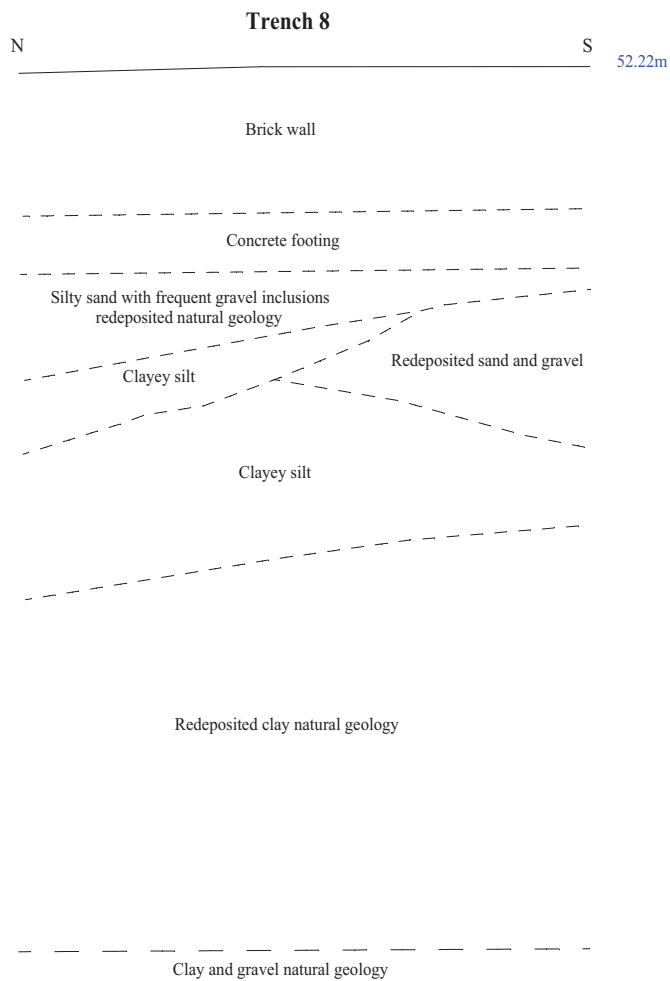 Trench 8
N
S
52.22m
Brick wall
Concrete footing
Silty sand with frequent gravel inclusions
redeposited natural geology
Redeposited sand and gravel
Clayey silt
Clayey silt
Redeposited clay natural geology
Clay and gravel natural geology